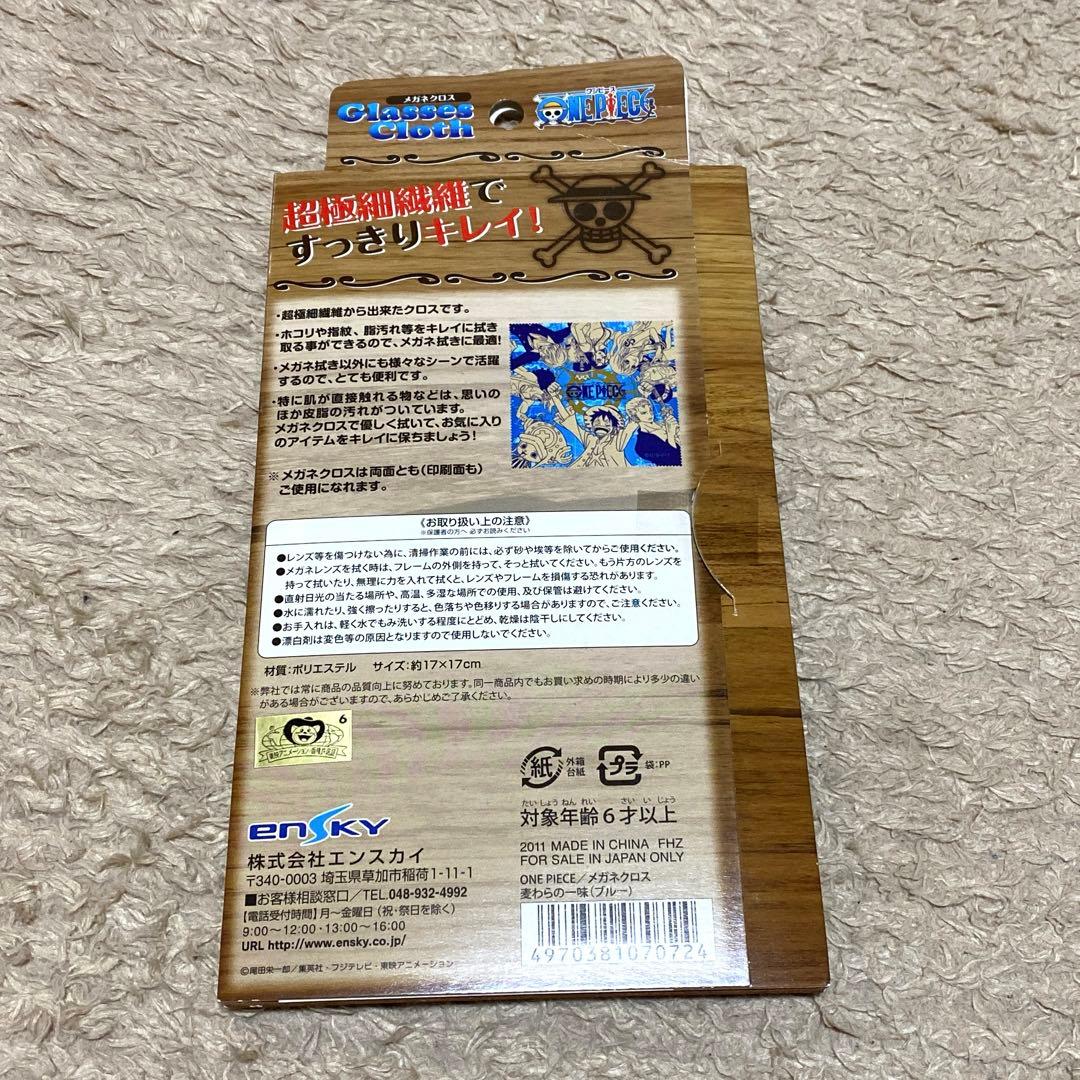 メガネクロス
Glasses
Cloth
ワンピース
ONE PIECE
超極細繊維で
すっきりキレイ!
・超極細繊維から出来たクロスです。
・ホコリや指紋、脂汚れ等をキレイに拭き
取る事ができるので、メガネ拭きに最適!
・メガネ拭き以外にも様々なシーンで活躍
するので、とても便利です。
・特に肌が直接触れる物などは、思いの
ほか皮脂の汚れがついています。
メガネクロスで優しく拭いて、お気に入り
のアイテムをキレイに保ちましょう!
※メガネクロスは両面とも(印刷面も)
ご使用になれます。
ONE PIECE
《お取り扱い上の注意》
※保護者の方へ 必ずお読みください
●レンズ等を傷つけない為に、清掃作業の前には、必ず砂や埃等を除いてからご使用ください。
●メガネレンズを拭く時は、フレームの外側を持って、そっと拭いてください。もう片方のレンズを
持って拭いたり、無理に力を入れて拭くと、レンズやフレームを損傷する恐れがあります。
●直射日光の当たる場所や、高温、多湿な場所での使用、及び保管は避けてください。
●水に濡れたり、強く擦ったりすると、色落ちや色移りする場合がありますので、ご注意ください。
●お手入れは、軽く水でもみ洗いする程度にとどめ、乾燥は陰干しにしてください。
●漂白剤は変色等の原因となりますので使用しないでください。
材質:ポリエステル サイズ:約17×17cm
※弊社では常に商品の品質向上に努めております。同一商品内でもお買い求めの時期により多少の違い
がある場合がございますので、あらかじめご了承ください。
6
東映アニメーション
紙
外箱
台紙
プラ
袋:PP
たいしょうねんれい さいいじょう
対象年齢6才以上
ensky
株式会社エンスカイ
〒340-0003 埼玉県草加市稲荷1-11-1
■お客様相談窓口/TEL.048-932-4992
【電話受付時間】月~金曜日(祝・祭日を除く)
9:00~12:00・13:00~16:00
URL http://www.ensky.co.jp/
©尾田栄一郎/集英社・フジテレビ・東映アニメーション
2011 MADE IN CHINA FHZ
FOR SALE IN JAPAN ONLY
ONE PIECE/メガネクロス
麦わらの一味(ブルー)
4970381070724